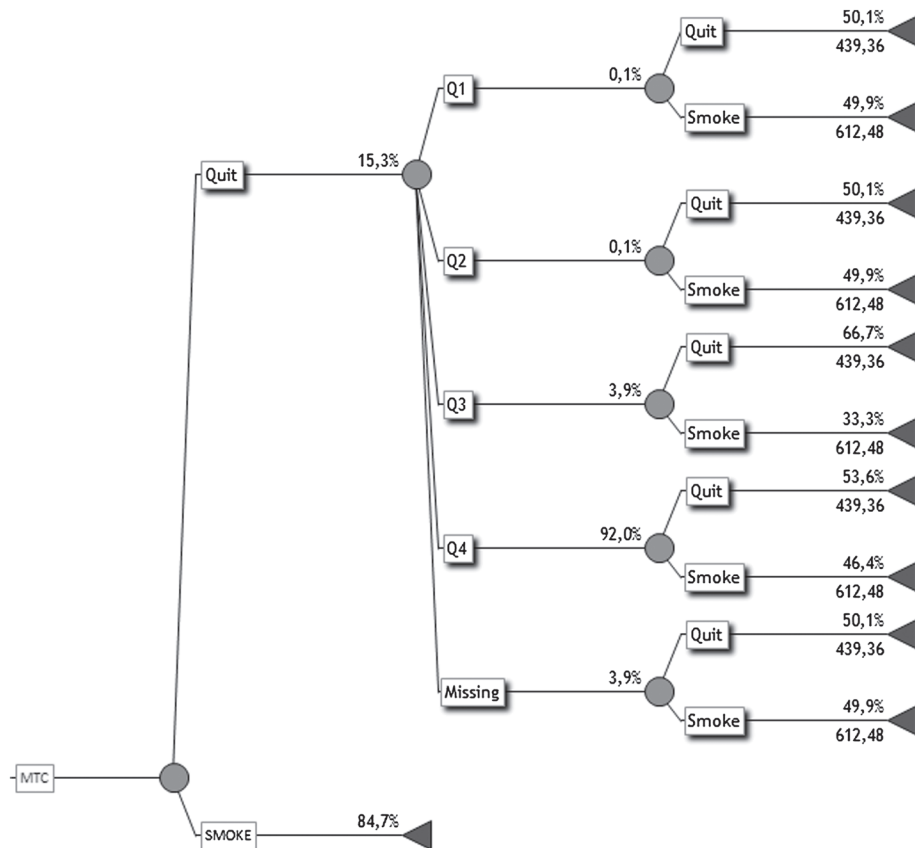 50,1%
Quit
439,36
0,1%
Q1
49,9%
Smoke
612,48
15,3%
Quit
50,1%
Quit
439,36
0,1%
Q2
49,9%
Smoke
612,48
66,7%
Quit
439,36
3,9%
Q3
33,3%
Smoke
612,48
53,6%
Quit
439,36
92,0%
Q4
46,4%
Smoke
612,48
50,1%
Quit
439,36
3,9%
Missing
49,9%
Smoke
612,48
MTC
84,7%
SMOKE